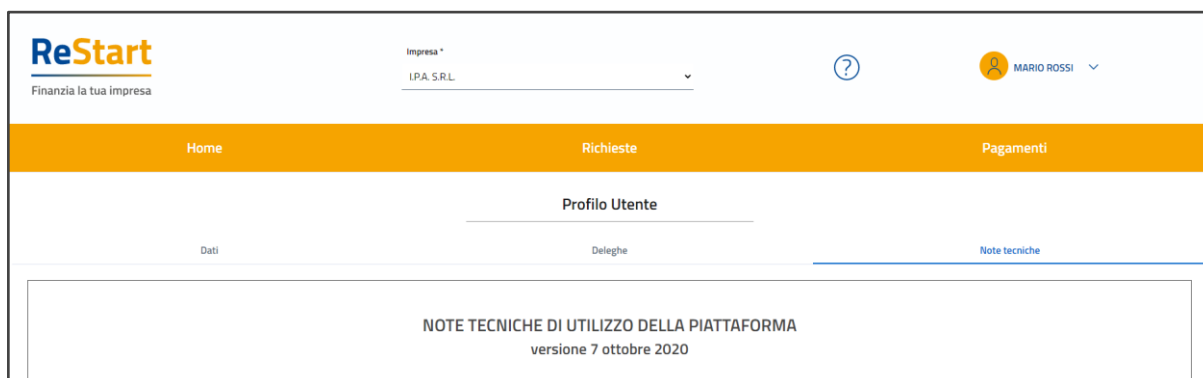 ReStart
Finanzia la tua impresa
Impresa *
I.P.A. S.R.L.
?
MARIO ROSSI
Home
Richieste
Pagamenti
Profilo Utente
Dati
Deleghe
Note tecniche
NOTE TECNICHE DI UTILIZZO DELLA PIATTAFORMA
versione 7 ottobre 2020